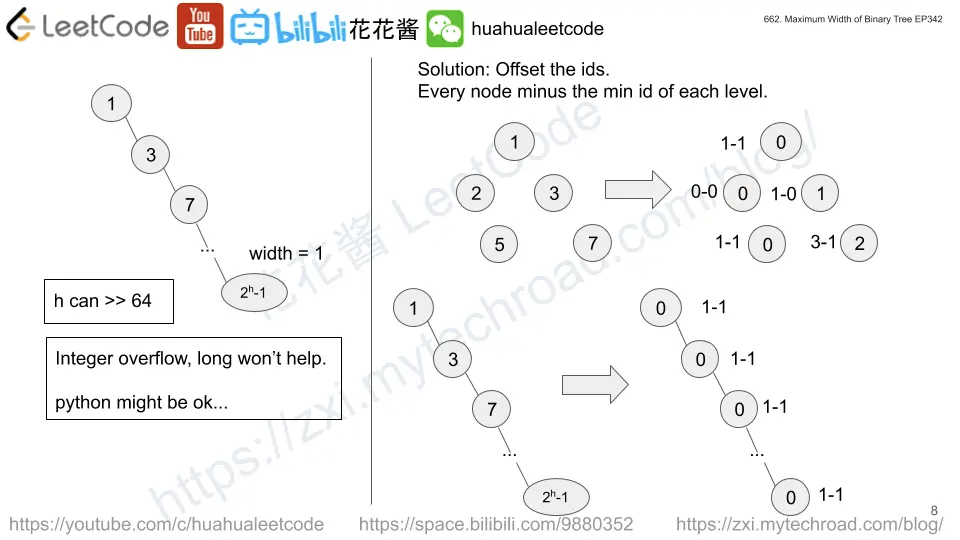 LeetCode You Tube bilibili 花花酱 huahualeetcode
662. Maximum Width of Binary Tree EP342
1
3
7
...
2ʰ-1
width = 1
h can >> 64
Integer overflow, long won’t help.
python might be ok...
Solution: Offset the ids.
Every node minus the min id of each level.
1
2 3
5 7
1-1 0
0-0 0 1-0 1
1-1 0 3-1 2
1
3
7
...
2ʰ-1
0 1-1
0 1-1
0 1-1
...
0 1-1
花花酱 LeetCode
https://zxi.mytechroad.com/blog/
8
https://youtube.com/c/huahualeetcode
https://space.bilibili.com/9880352
https://zxi.mytechroad.com/blog/